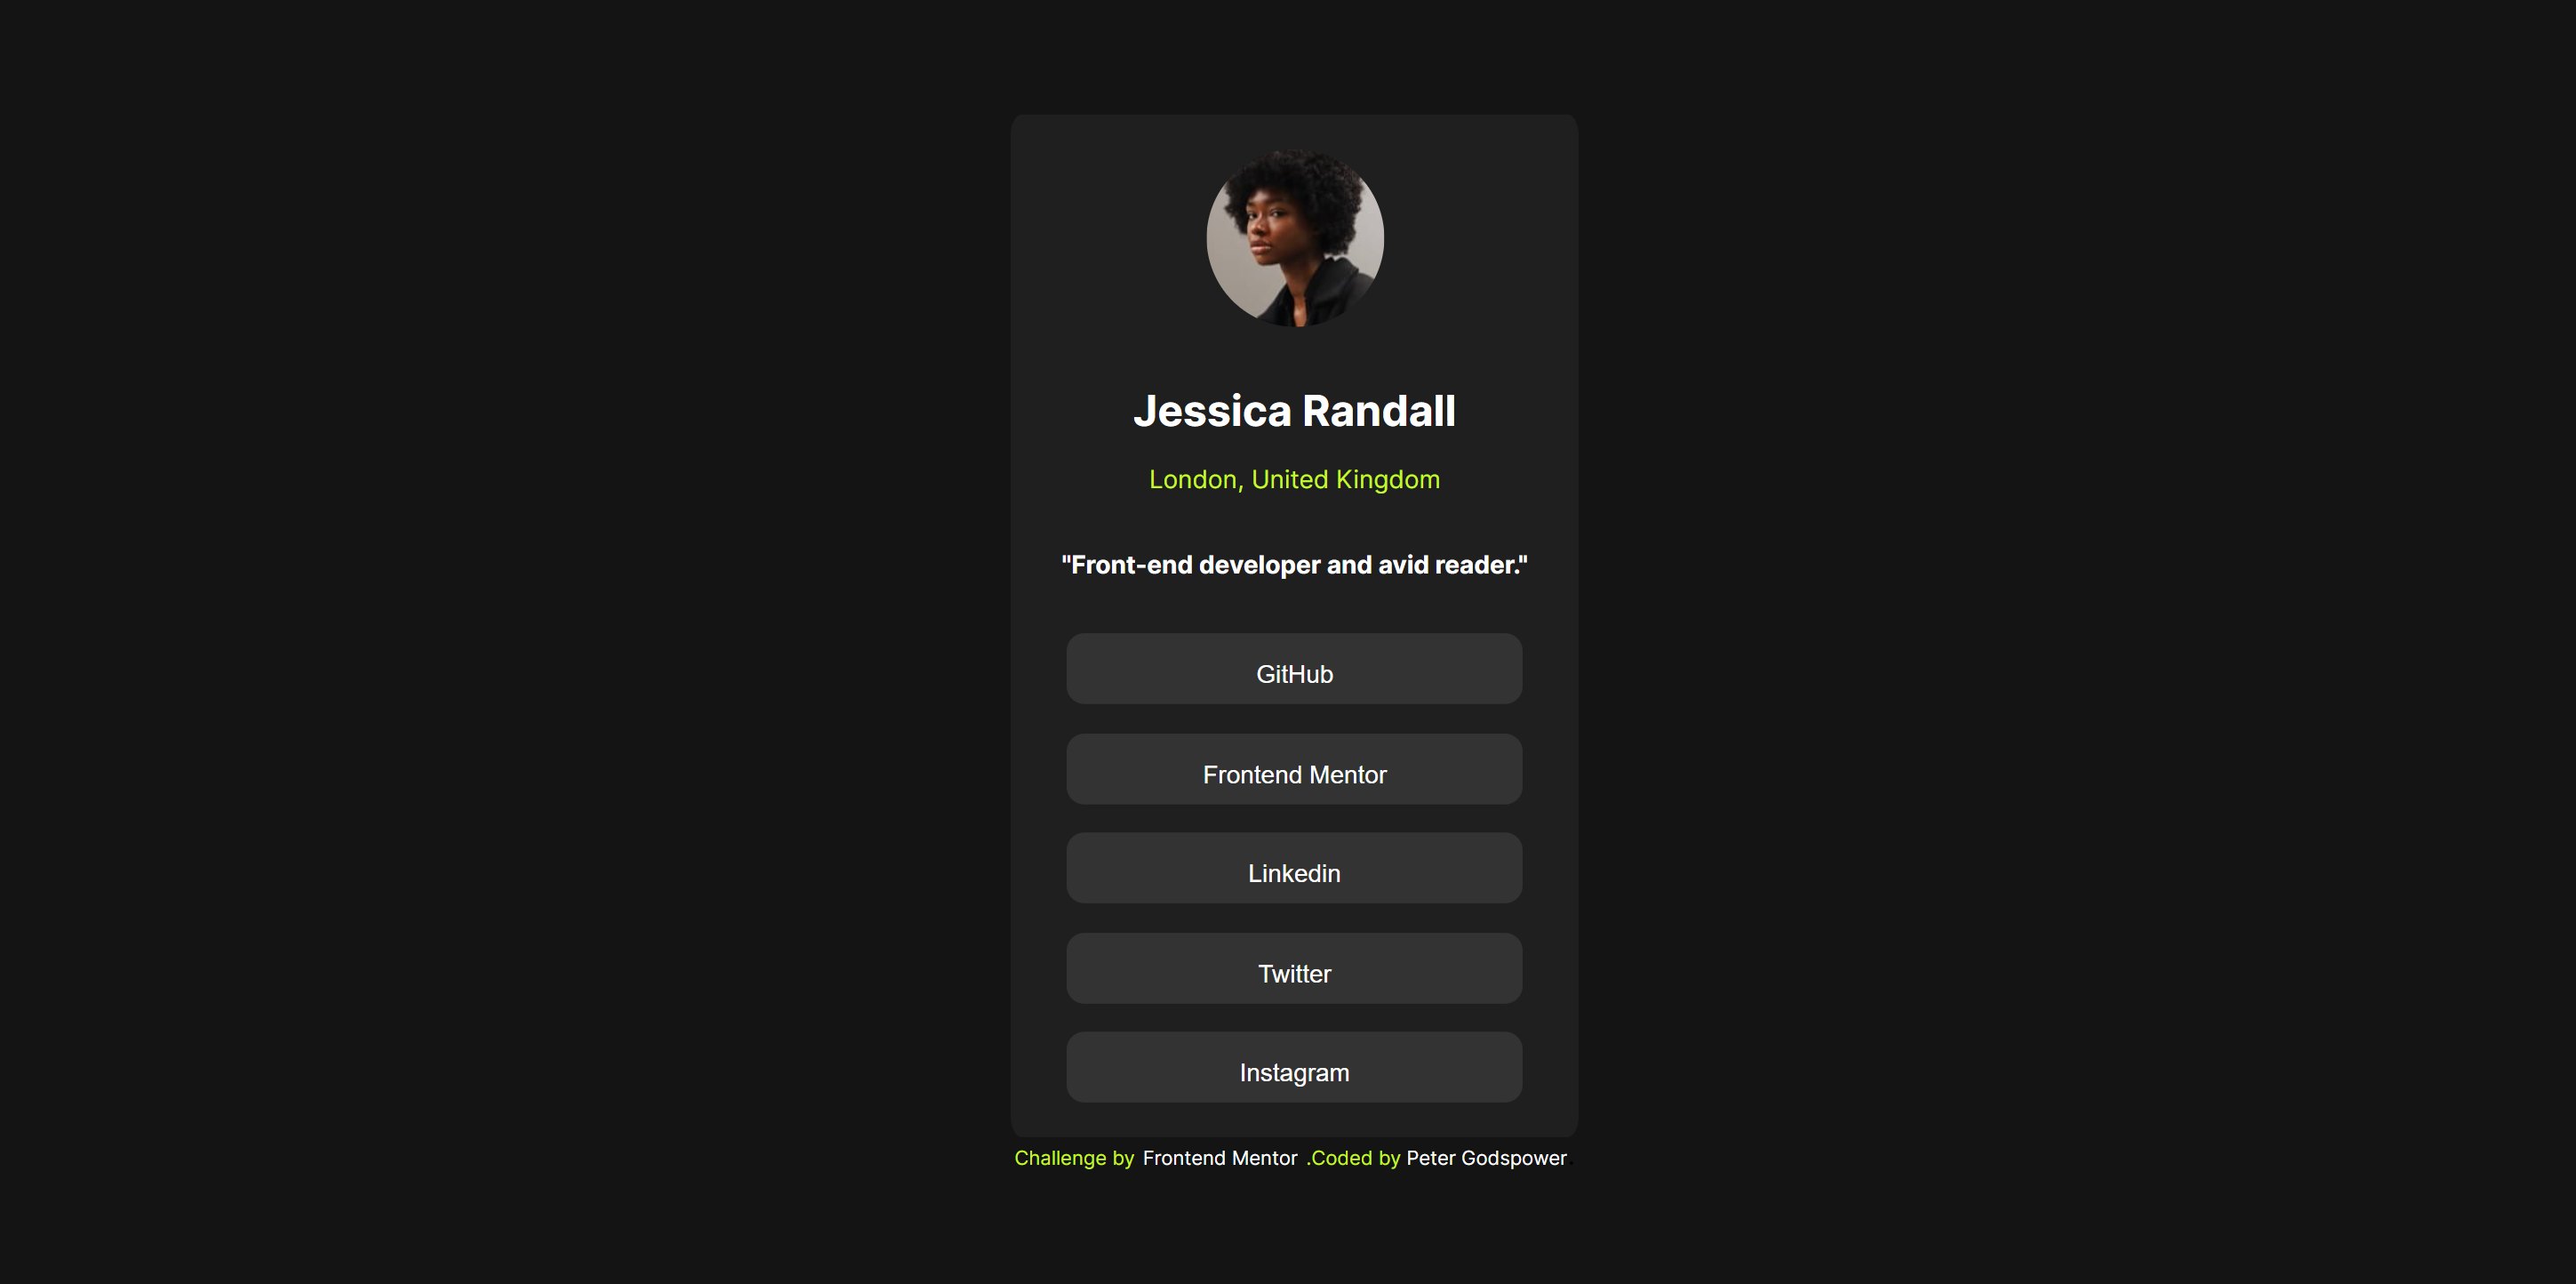 Jessica Randall
London, United Kingdom
"Front-end developer and avid reader."
GitHub
Frontend Mentor
Linkedin
Twitter
Instagram
Challenge by Frontend Mentor .Coded by Peter Godspower.